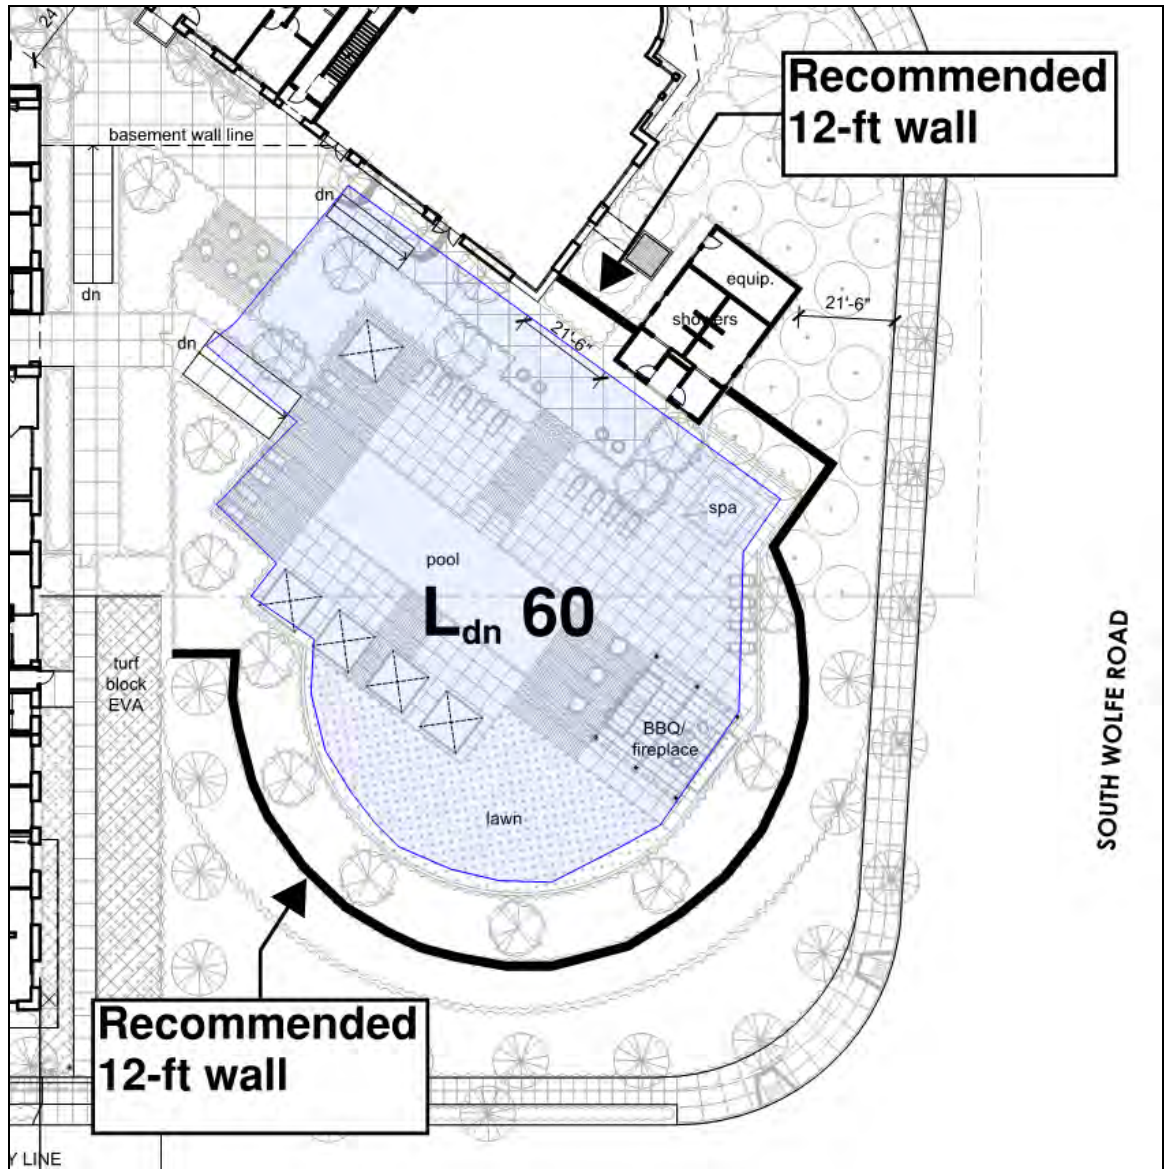 24
Recommended
12-ft wall
basement wall line
dn
equip.
21'-6"
dn
showers
21'-6"
dn
spa
pool
Ldn 60
turf
block
EVA
BBQ/
fireplace
SOUTH WOLFE ROAD
lawn
Recommended
12-ft wall
Y LINE